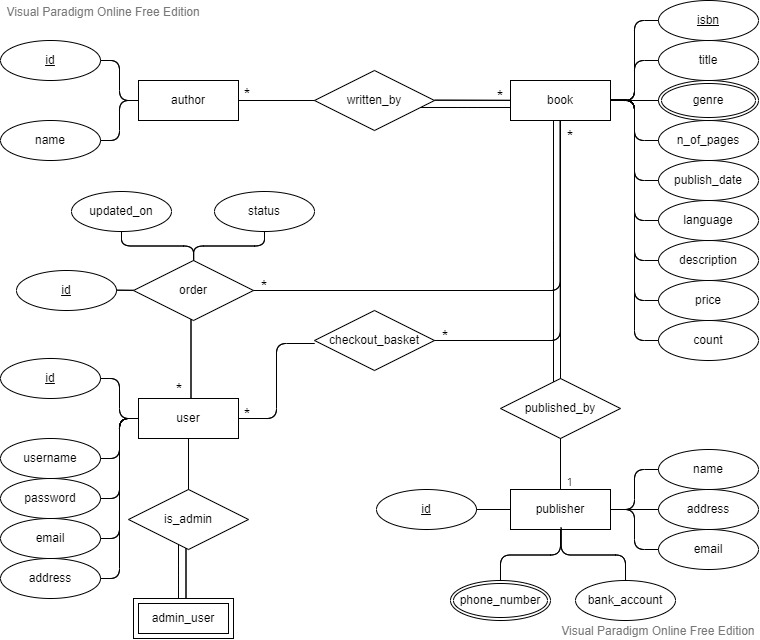 Visual Paradigm Online Free Edition
isbn
id
title
author
*
written_by
*
book
genre
name
*
n_of_pages
updated_on
status
publish_date
language
description
id
order
*
price
checkout_basket
*
count
id
*
user
*
published_by
username
name
password
1
id
publisher
address
is_admin
email
email
address
phone_number
bank_account
admin_user
Visual Paradigm Online Free Edition